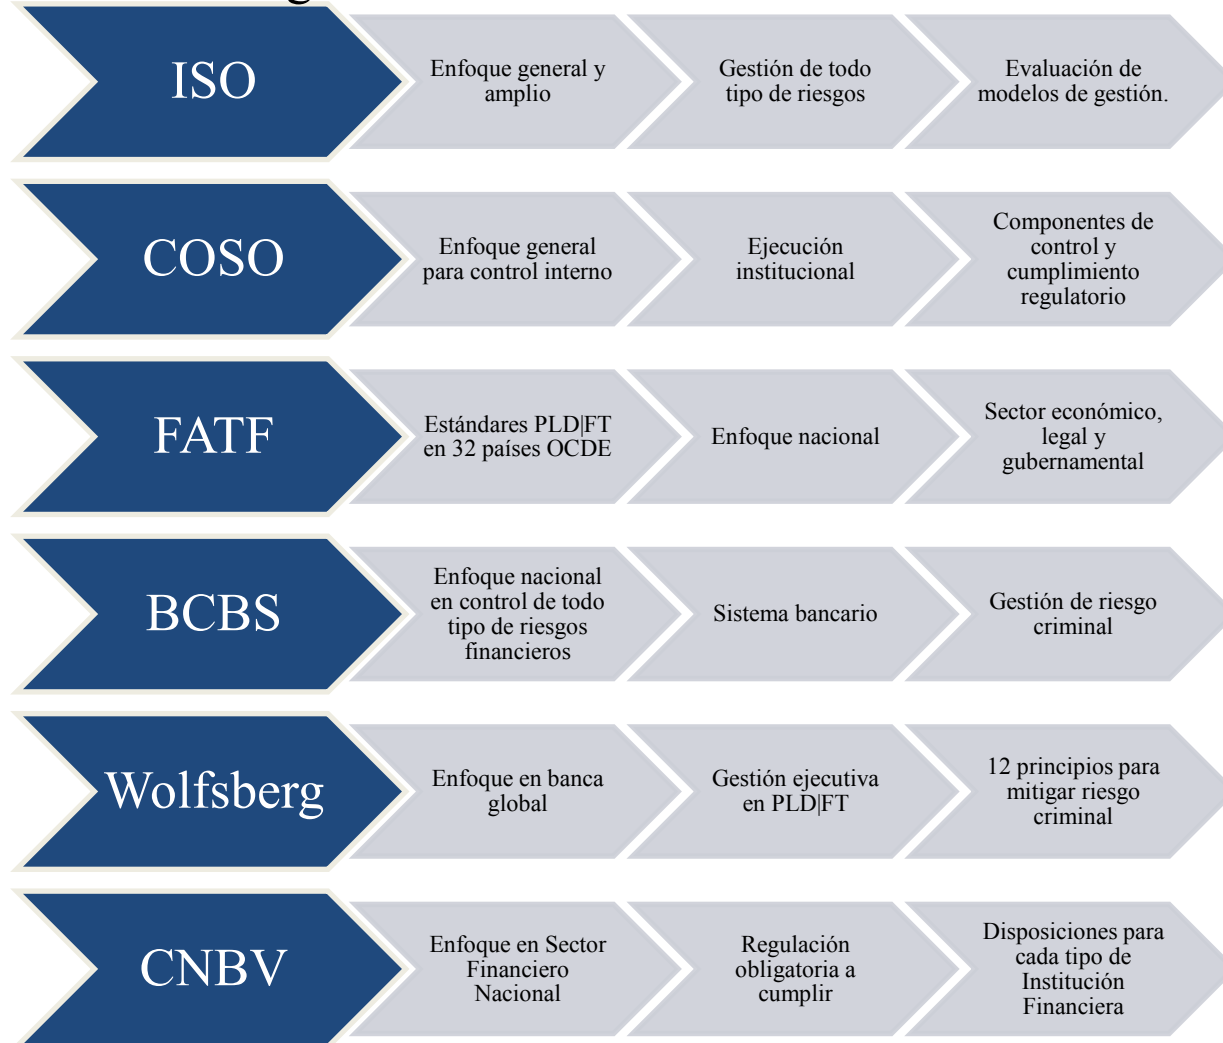 ISO
Enfoque general y
amplio
Gestión de todo
tipo de riesgos
Evaluación de
modelos de gestión.
COSO
Enfoque general
para control interno
Ejecución
institucional
Componentes de
control y
cumplimiento
regulatorio
FATF
Estándares PLD|FT
en 32 países OCDE
Enfoque nacional
Sector económico,
legal y
gubernamental
BCBS
Enfoque nacional
en control de todo
tipo de riesgos
financieros
Sistema bancario
Gestión de riesgo
criminal
Wolfsberg
Enfoque en banca
global
Gestión ejecutiva
en PLD|FT
12 principios para
mitigar riesgo
criminal
CNBV
Enfoque en Sector
Financiero
Nacional
Regulación
obligatoria a
cumplir
Disposiciones para
cada tipo de
Institución
Financiera